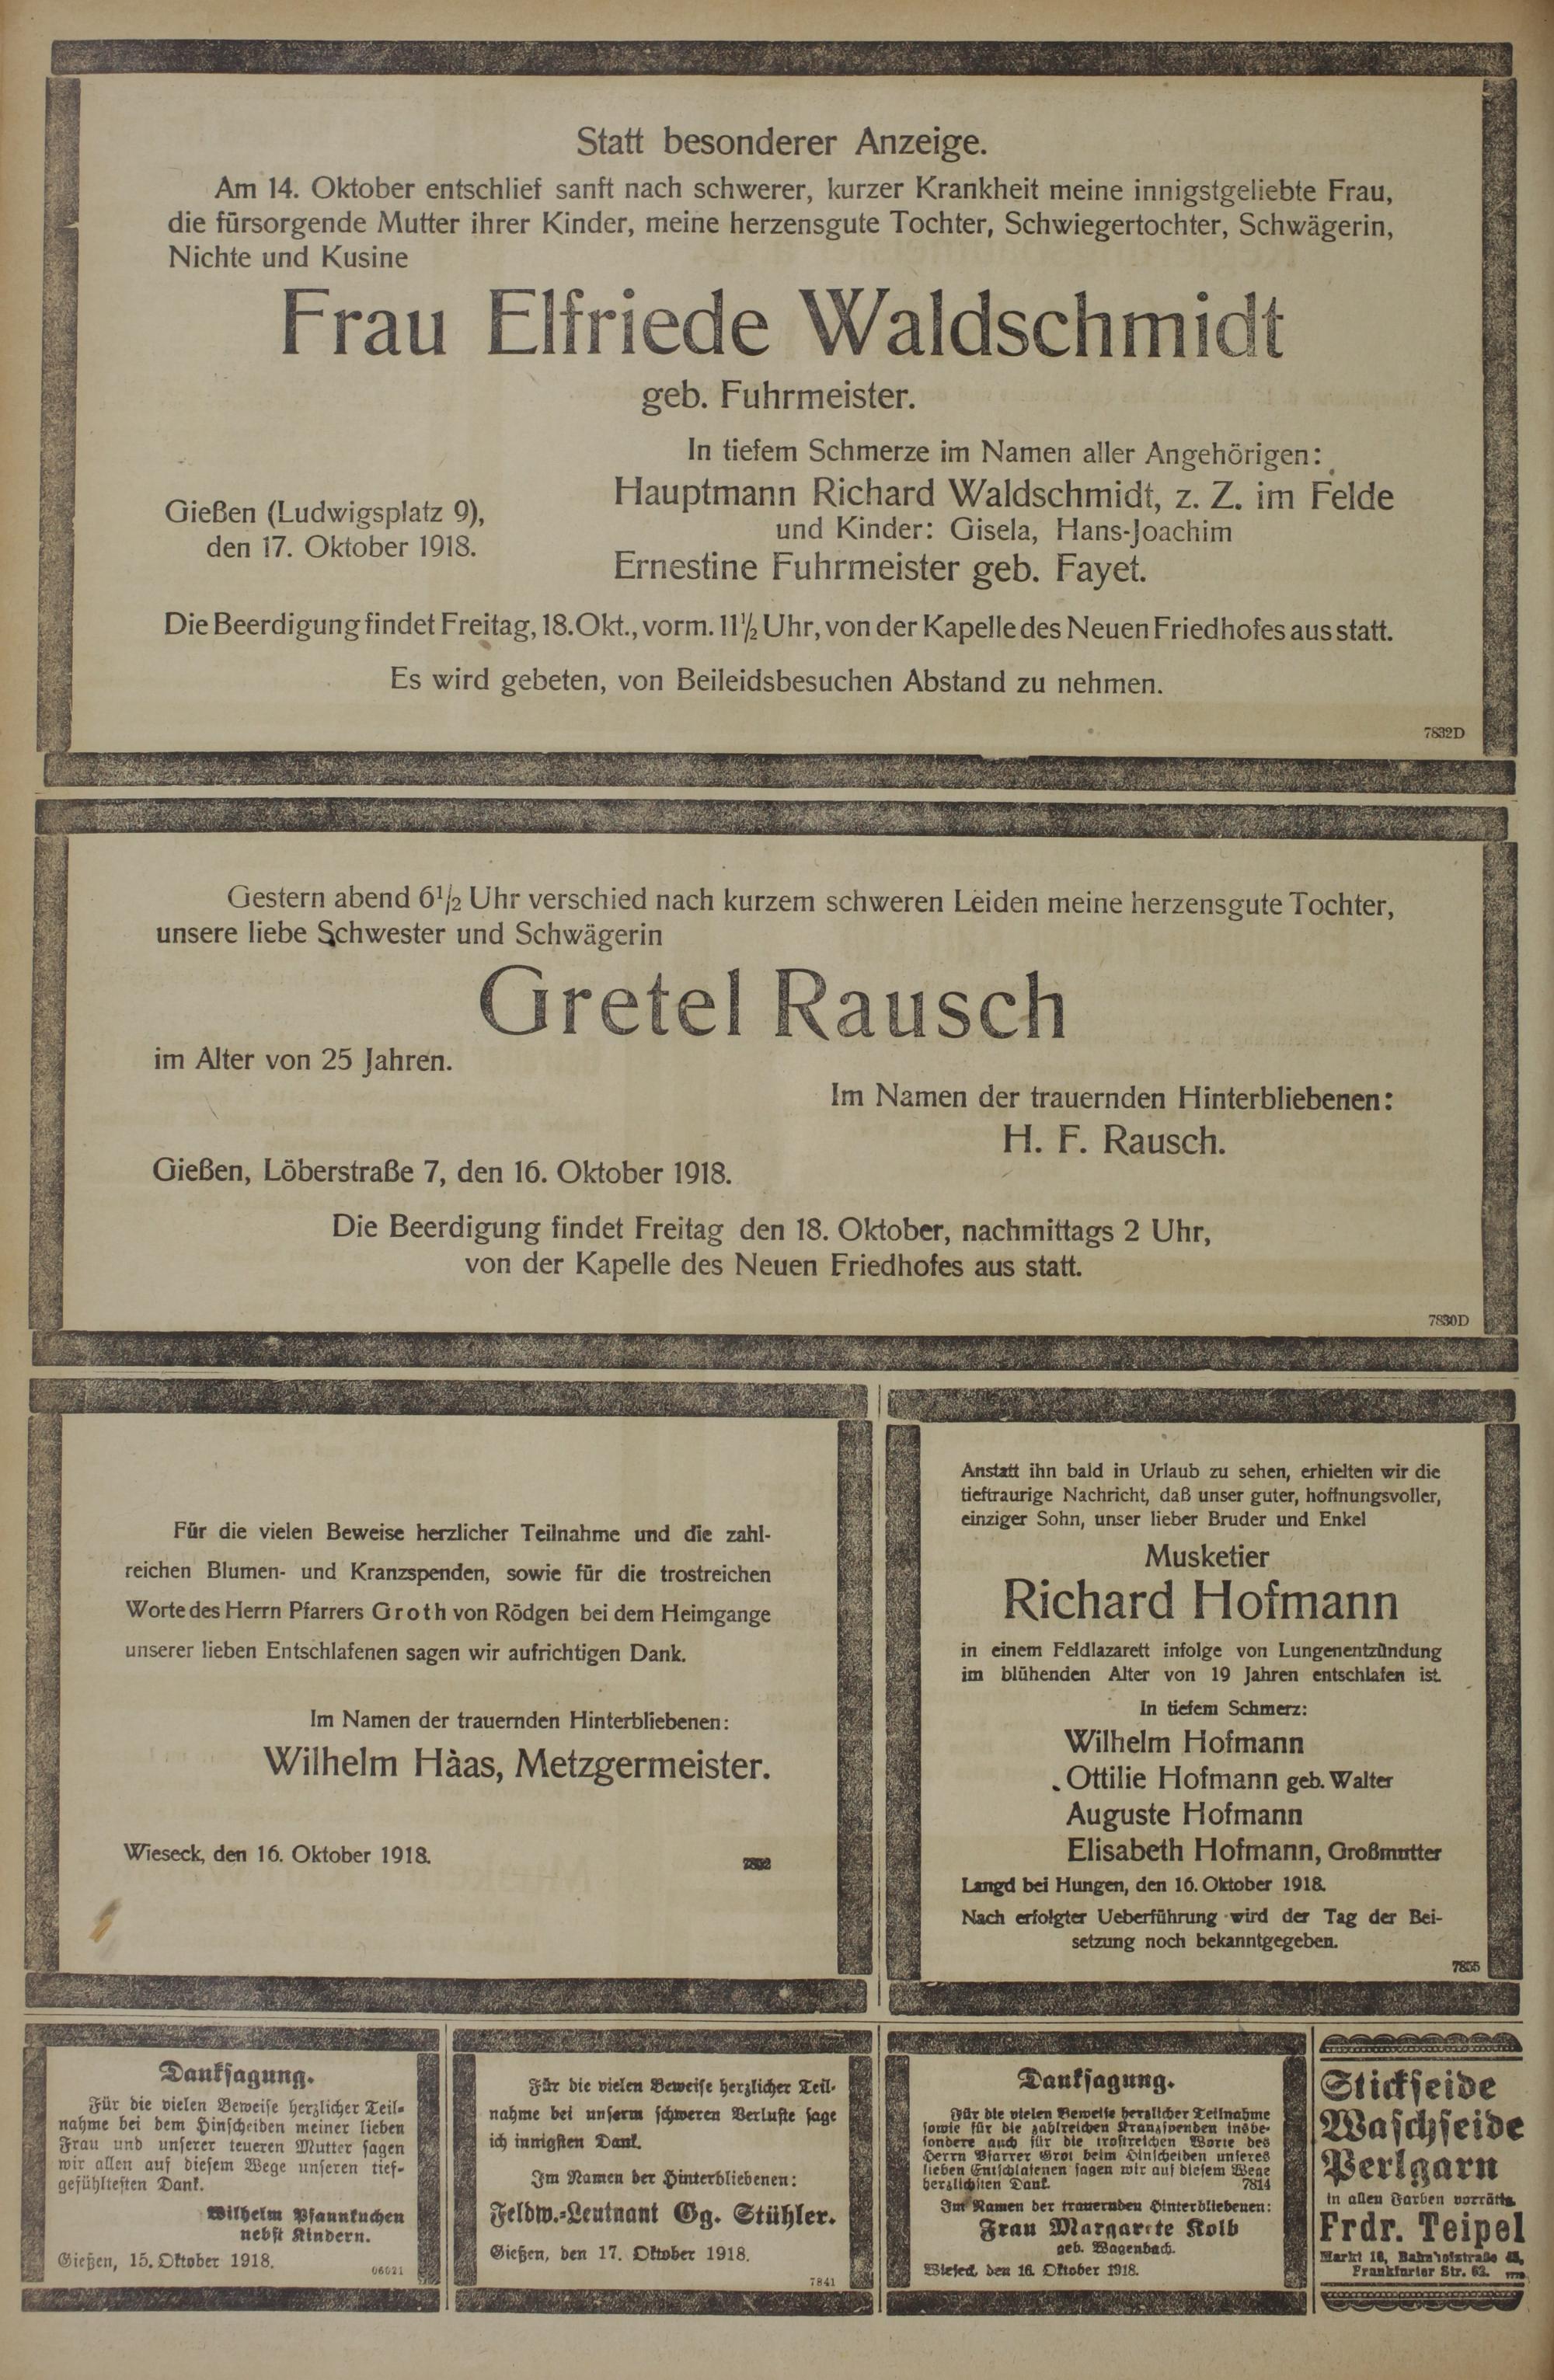 Statt besonderer Anzeige.
Am 14. Oktober entschlief sanft nach schwerer, kurzer Krankheit meine innigstgeliebte Frau,
die fürsorgende Mutter ihrer Kinder, meine herzensgute Tochter, Schwiegertochter, Schwägerin,
Nichte und Kusine
Frau Elfriede Waldschmidt
geb. Fuhrmeister.
In tiefem Schmerze im Namen aller Angehörigen:
Hauptmann Richard Waldschmidt, z. Z. im Felde
und Kinder: Gisela, Hans-Joachim
Ernestine Fuhrmeister geb. Fayet.
Gießen (Ludwigsplatz 9),
den 17. Oktober 1918.
Die Beerdigung findet Freitag, 18. Okt., vorm. 11½ Uhr, von der Kapelle des Neuen Friedhofes aus statt.
Es wird gebeten, von Beileidsbesuchen Abstand zu nehmen.
7832D
Gestern abend 6½ Uhr verschied nach kurzem schweren Leiden meine herzensgute Tochter,
unsere liebe Schwester und Schwägerin
Gretel Rausch
im Alter von 25 Jahren.
Im Namen der trauernden Hinterbliebenen:
H. F. Rausch.
Gießen, Löberstraße 7, den 16. Oktober 1918.
Die Beerdigung findet Freitag den 18. Oktober, nachmittags 2 Uhr,
von der Kapelle des Neuen Friedhofes aus statt.
7830D
Für die vielen Beweise herzlicher Teilnahme und die zahl-
reichen Blumen- und Kranzspenden, sowie für die trostreichen
Worte des Herrn Pfarrers Groth von Rödgen bei dem Heimgange
unserer lieben Entschlafenen sagen wir aufrichtigen Dank.
Im Namen der trauernden Hinterbliebenen:
Wilhelm Hàas, Metzgermeister.
Wieseck, den 16. Oktober 1918.
Anstatt ihn bald in Urlaub zu sehen, erhielten wir die
tieftraurige Nachricht, daß unser guter, hoffnungsvoller,
einziger Sohn, unser lieber Bruder und Enkel
Musketier
Richard Hofmann
in einem Feldlazarett infolge von Lungenentzündung
im blühenden Alter von 19 Jahren entschlafen ist.
In tiefem Schmerz:
Wilhelm Hofmann
Ottilie Hofmann geb. Walter
Auguste Hofmann
Elisabeth Hofmann, Großmutter
Langd bei Hungen, den 16. Oktober 1918.
Nach erfolgter Ueberführung wird der Tag der Bei-
setzung noch bekanntgegeben.
7835
Danksagung.
Für die vielen Beweise herzlicher Teil-
nahme bei dem Hinscheiden meiner lieben
Frau und unserer teueren Mutter sagen
wir allen auf diesem Wege unseren tief-
gefühltesten Dank.
Wilhelm Pfannkuchen
nebst Kindern.
Gießen, 15. Oktober 1918.
06021
Für die vielen Beweise herzlicher Teil-
nahme bei unserm schweren Verluste sage
ich innigsten Dank.
Im Namen der Hinterbliebenen:
Feldw.-Leutnant Gg. Stühler.
Gießen, den 17. Oktober 1918.
7841
Danksagung.
Für die vielen Beweise herzlicher Teilnahme
sowie für die zahlreichen Kranzspenden insbe-
sondere auch für die trostreichen Worte des
Herrn Pfarrer Grot beim Hinscheiden unseres
lieben Entschlafenen sagen wir auf diesem Wege
herzlichsten Dank. 7814
Im Namen der trauernden Hinterbliebenen:
Frau Margarete Kolb
geb. Wagenbach.
Wieseck, den 16. Oktober 1918.
Stickseide
Waschseide
Perlgarn
in allen Farben vorrätig.
Frdr. Teipel
Markt 16, Bahnhofstraße
Frankfurter Str. 62.